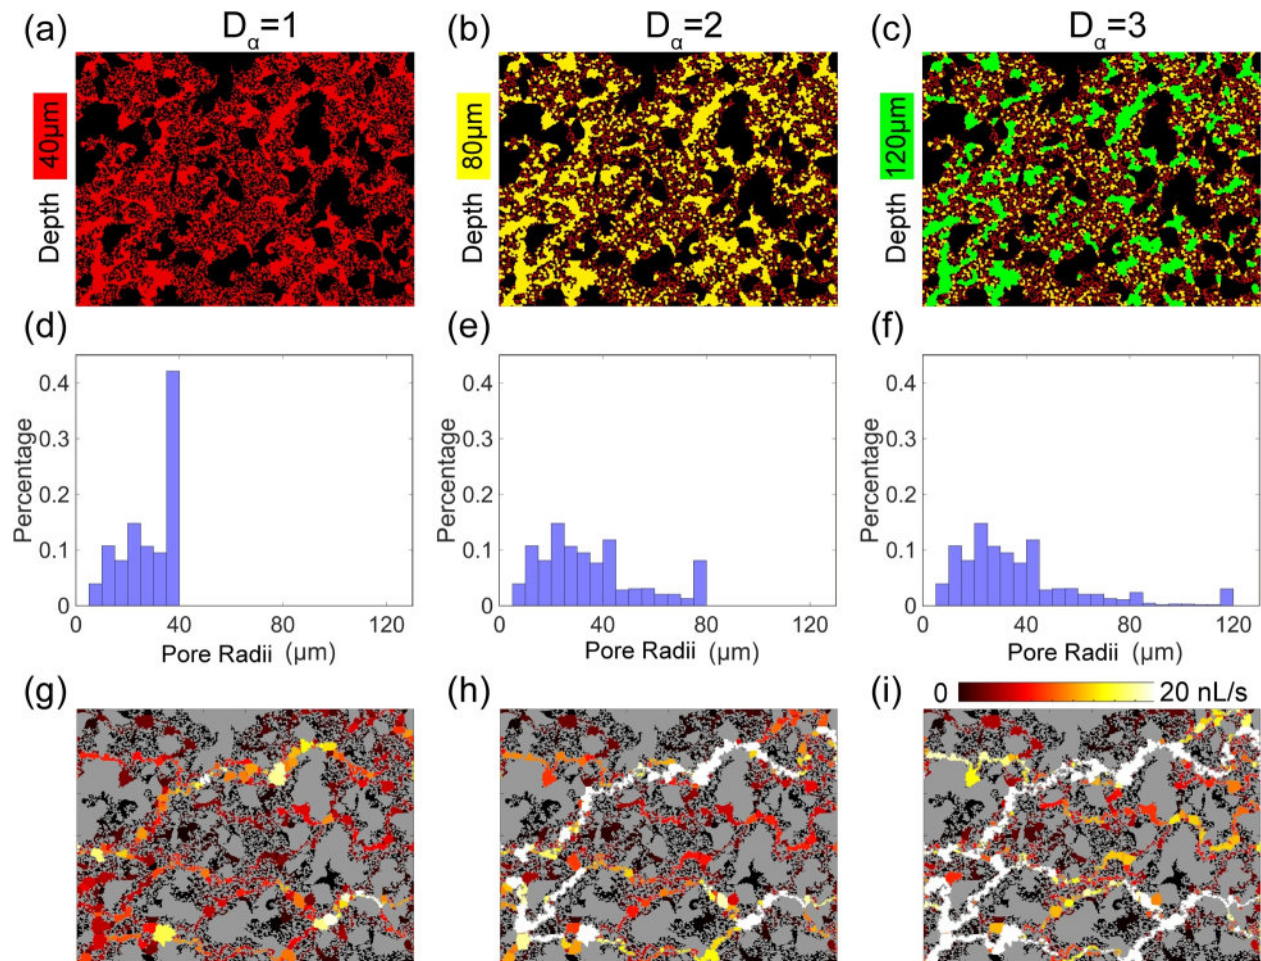 (a) D_α=1 (b) D_α=2 (c) D_α=3
Depth 40µm Depth 80µm Depth 120µm
(d) (e) (f)
0.4 0.4 0.4
0.3 0.3 0.3
0.2 0.2 0.2
0.1 0.1 0.1
0 0 0
Percentage Percentage Percentage
0 40 80 120 0 40 80 120 0 40 80 120
Pore Radii (µm) Pore Radii (µm) Pore Radii (µm)
(g) (h) (i) 0 20 nL/s